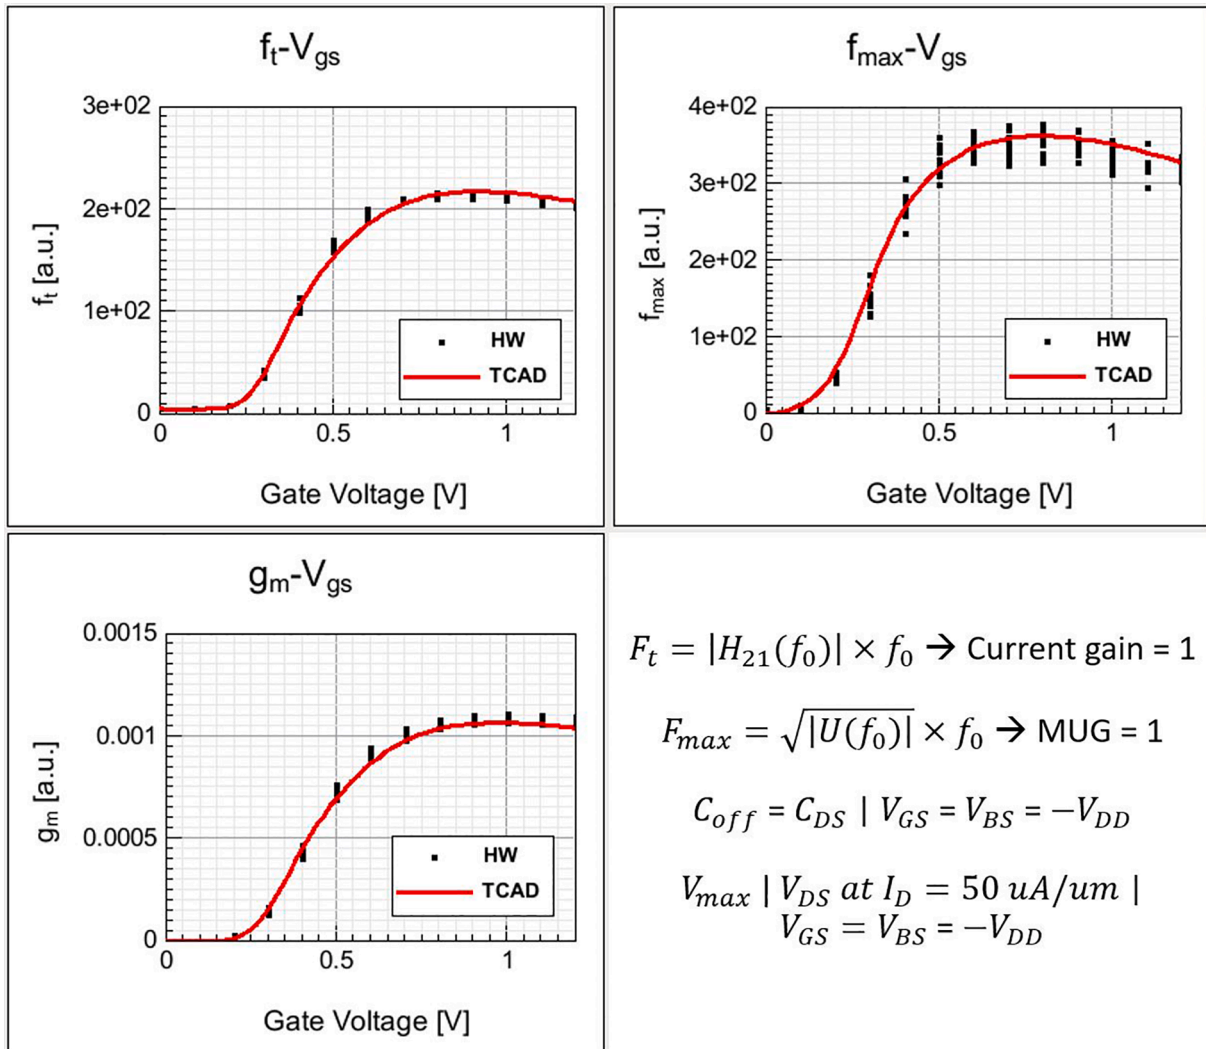 f_t-V_gs
3e+02
2e+02
1e+02
0
f_t [a.u.]
HW
TCAD
0 0.5 1
Gate Voltage [V]
f_max-V_gs
4e+02
3e+02
2e+02
1e+02
0
f_max [a.u.]
HW
TCAD
0 0.5 1
Gate Voltage [V]
g_m-V_gs
0.0015
0.001
0.0005
0
g_m [a.u.]
HW
TCAD
0 0.5 1
Gate Voltage [V]
F_t = |H_21(f_0)| × f_0 → Current gain = 1
F_max = √|U(f_0)| × f_0 → MUG = 1
C_off = C_DS | V_GS = V_BS = −V_DD
V_max | V_DS at I_D = 50 uA/um |
V_GS = V_BS = −V_DD